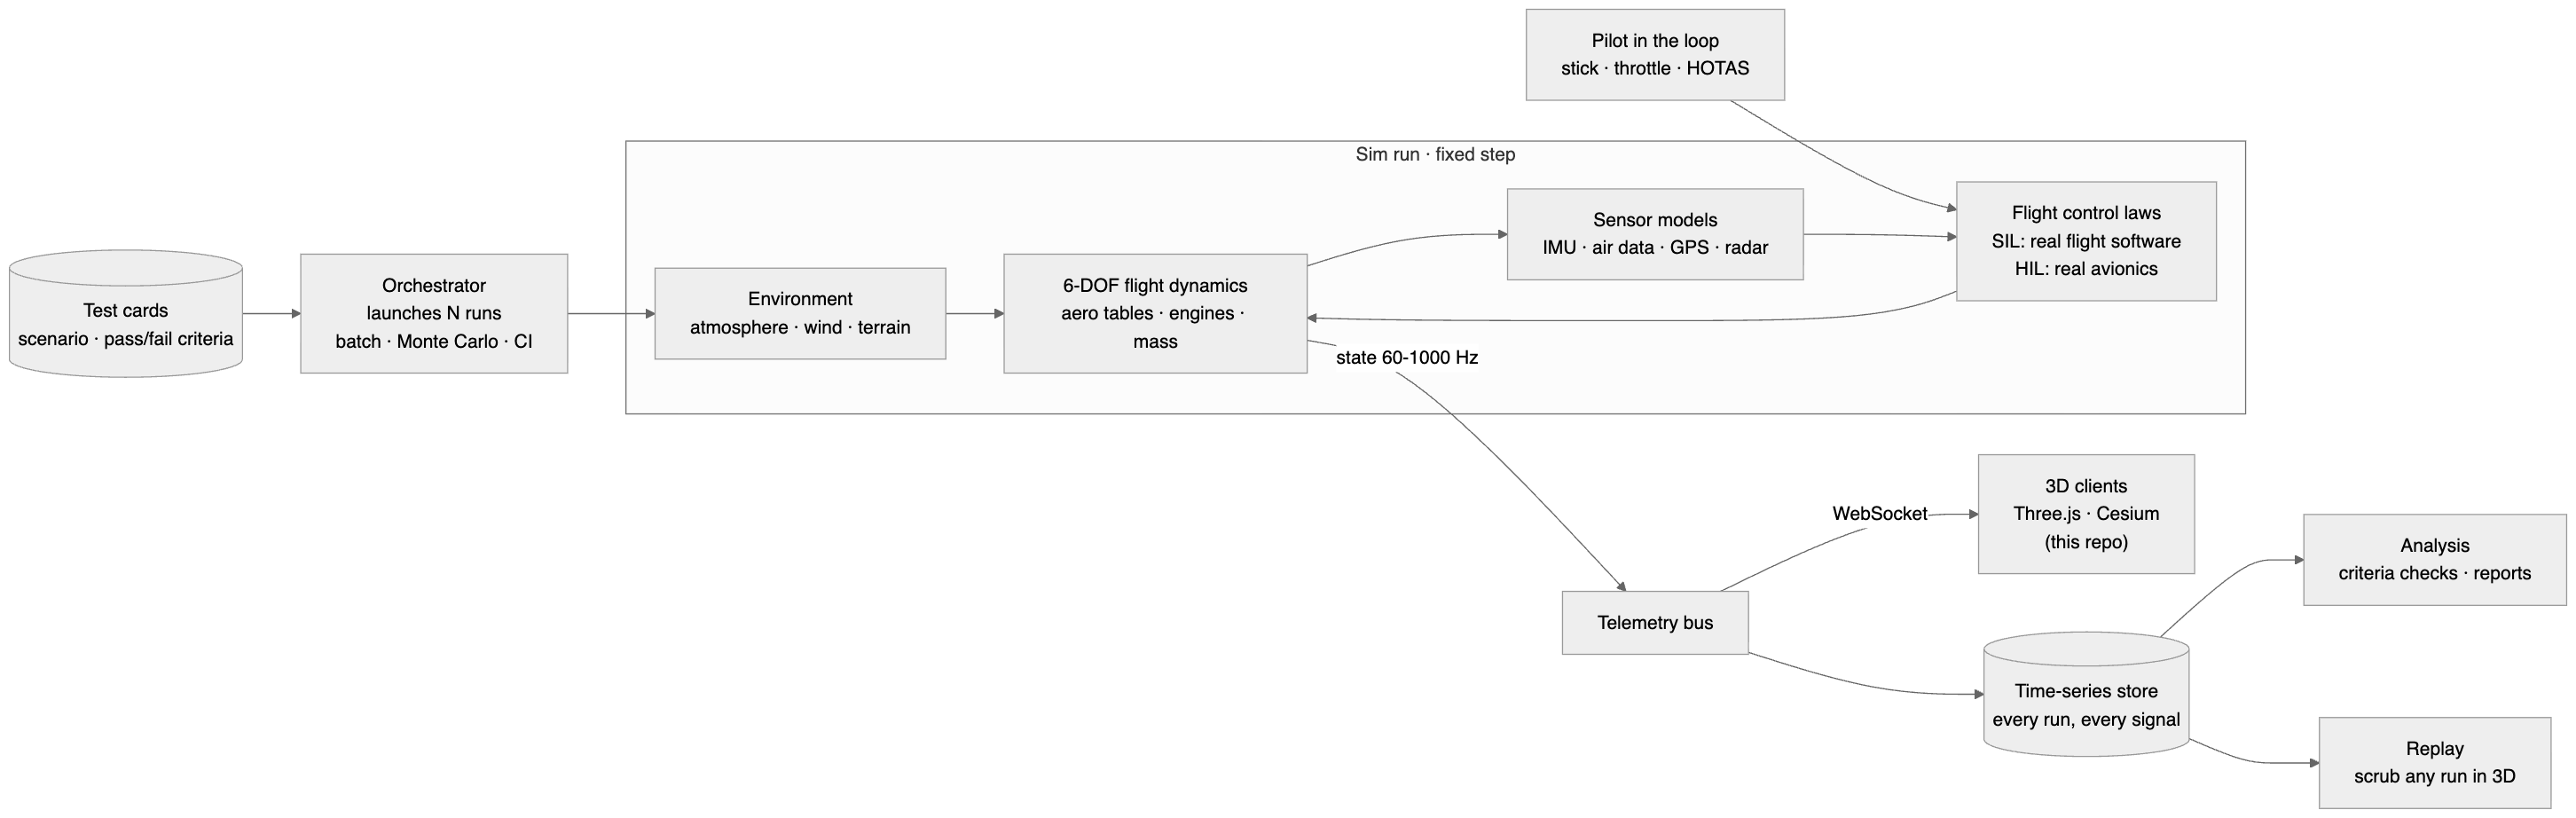 Pilot in the loop
stick · throttle · HOTAS
Sim run · fixed step
Test cards
scenario · pass/fail criteria
Orchestrator
launches N runs
batch · Monte Carlo · CI
Environment
atmosphere · wind · terrain
6-DOF flight dynamics
aero tables · engines ·
mass
Sensor models
IMU · air data · GPS · radar
Flight control laws
SIL: real flight software
HIL: real avionics
state 60-1000 Hz
Telemetry bus
WebSocket
3D clients
Three.js · Cesium
(this repo)
Time-series store
every run, every signal
Analysis
criteria checks · reports
Replay
scrub any run in 3D